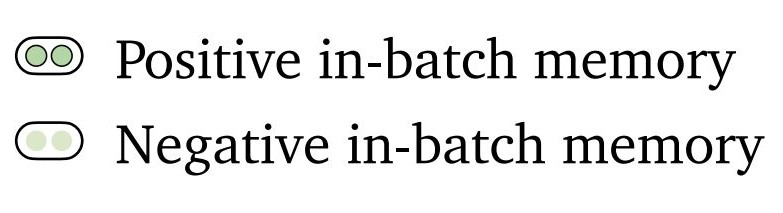 Positive in-batch memory
Negative in-batch memory